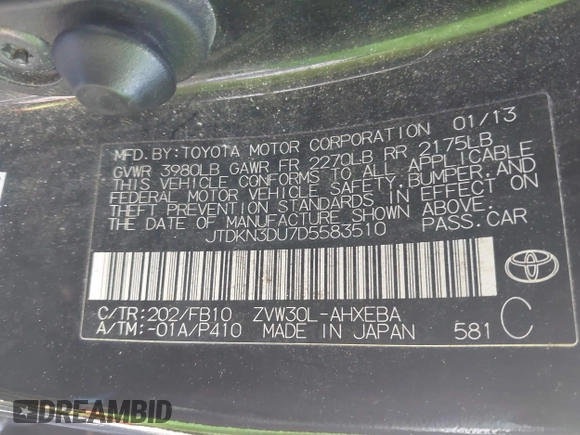 MFD. BY: TOYOTA MOTOR CORPORATION 01/13
GVWR 3980LB GAWR FR 2270LB RR 2175LB
THIS VEHICLE CONFORMS TO ALL APPLICABLE
FEDERAL MOTOR VEHICLE SAFETY, BUMPER, AND
THEFT PREVENTION STANDARDS IN EFFECT ON
THE DATE OF MANUFACTURE SHOWN ABOVE.
JTDKN3DU7D5583510 PASS. CAR
C/TR: 202/FB10 ZVW30L-AHXEBA
A/TM: -01A/P410 MADE IN JAPAN 581 C
DREAMBID